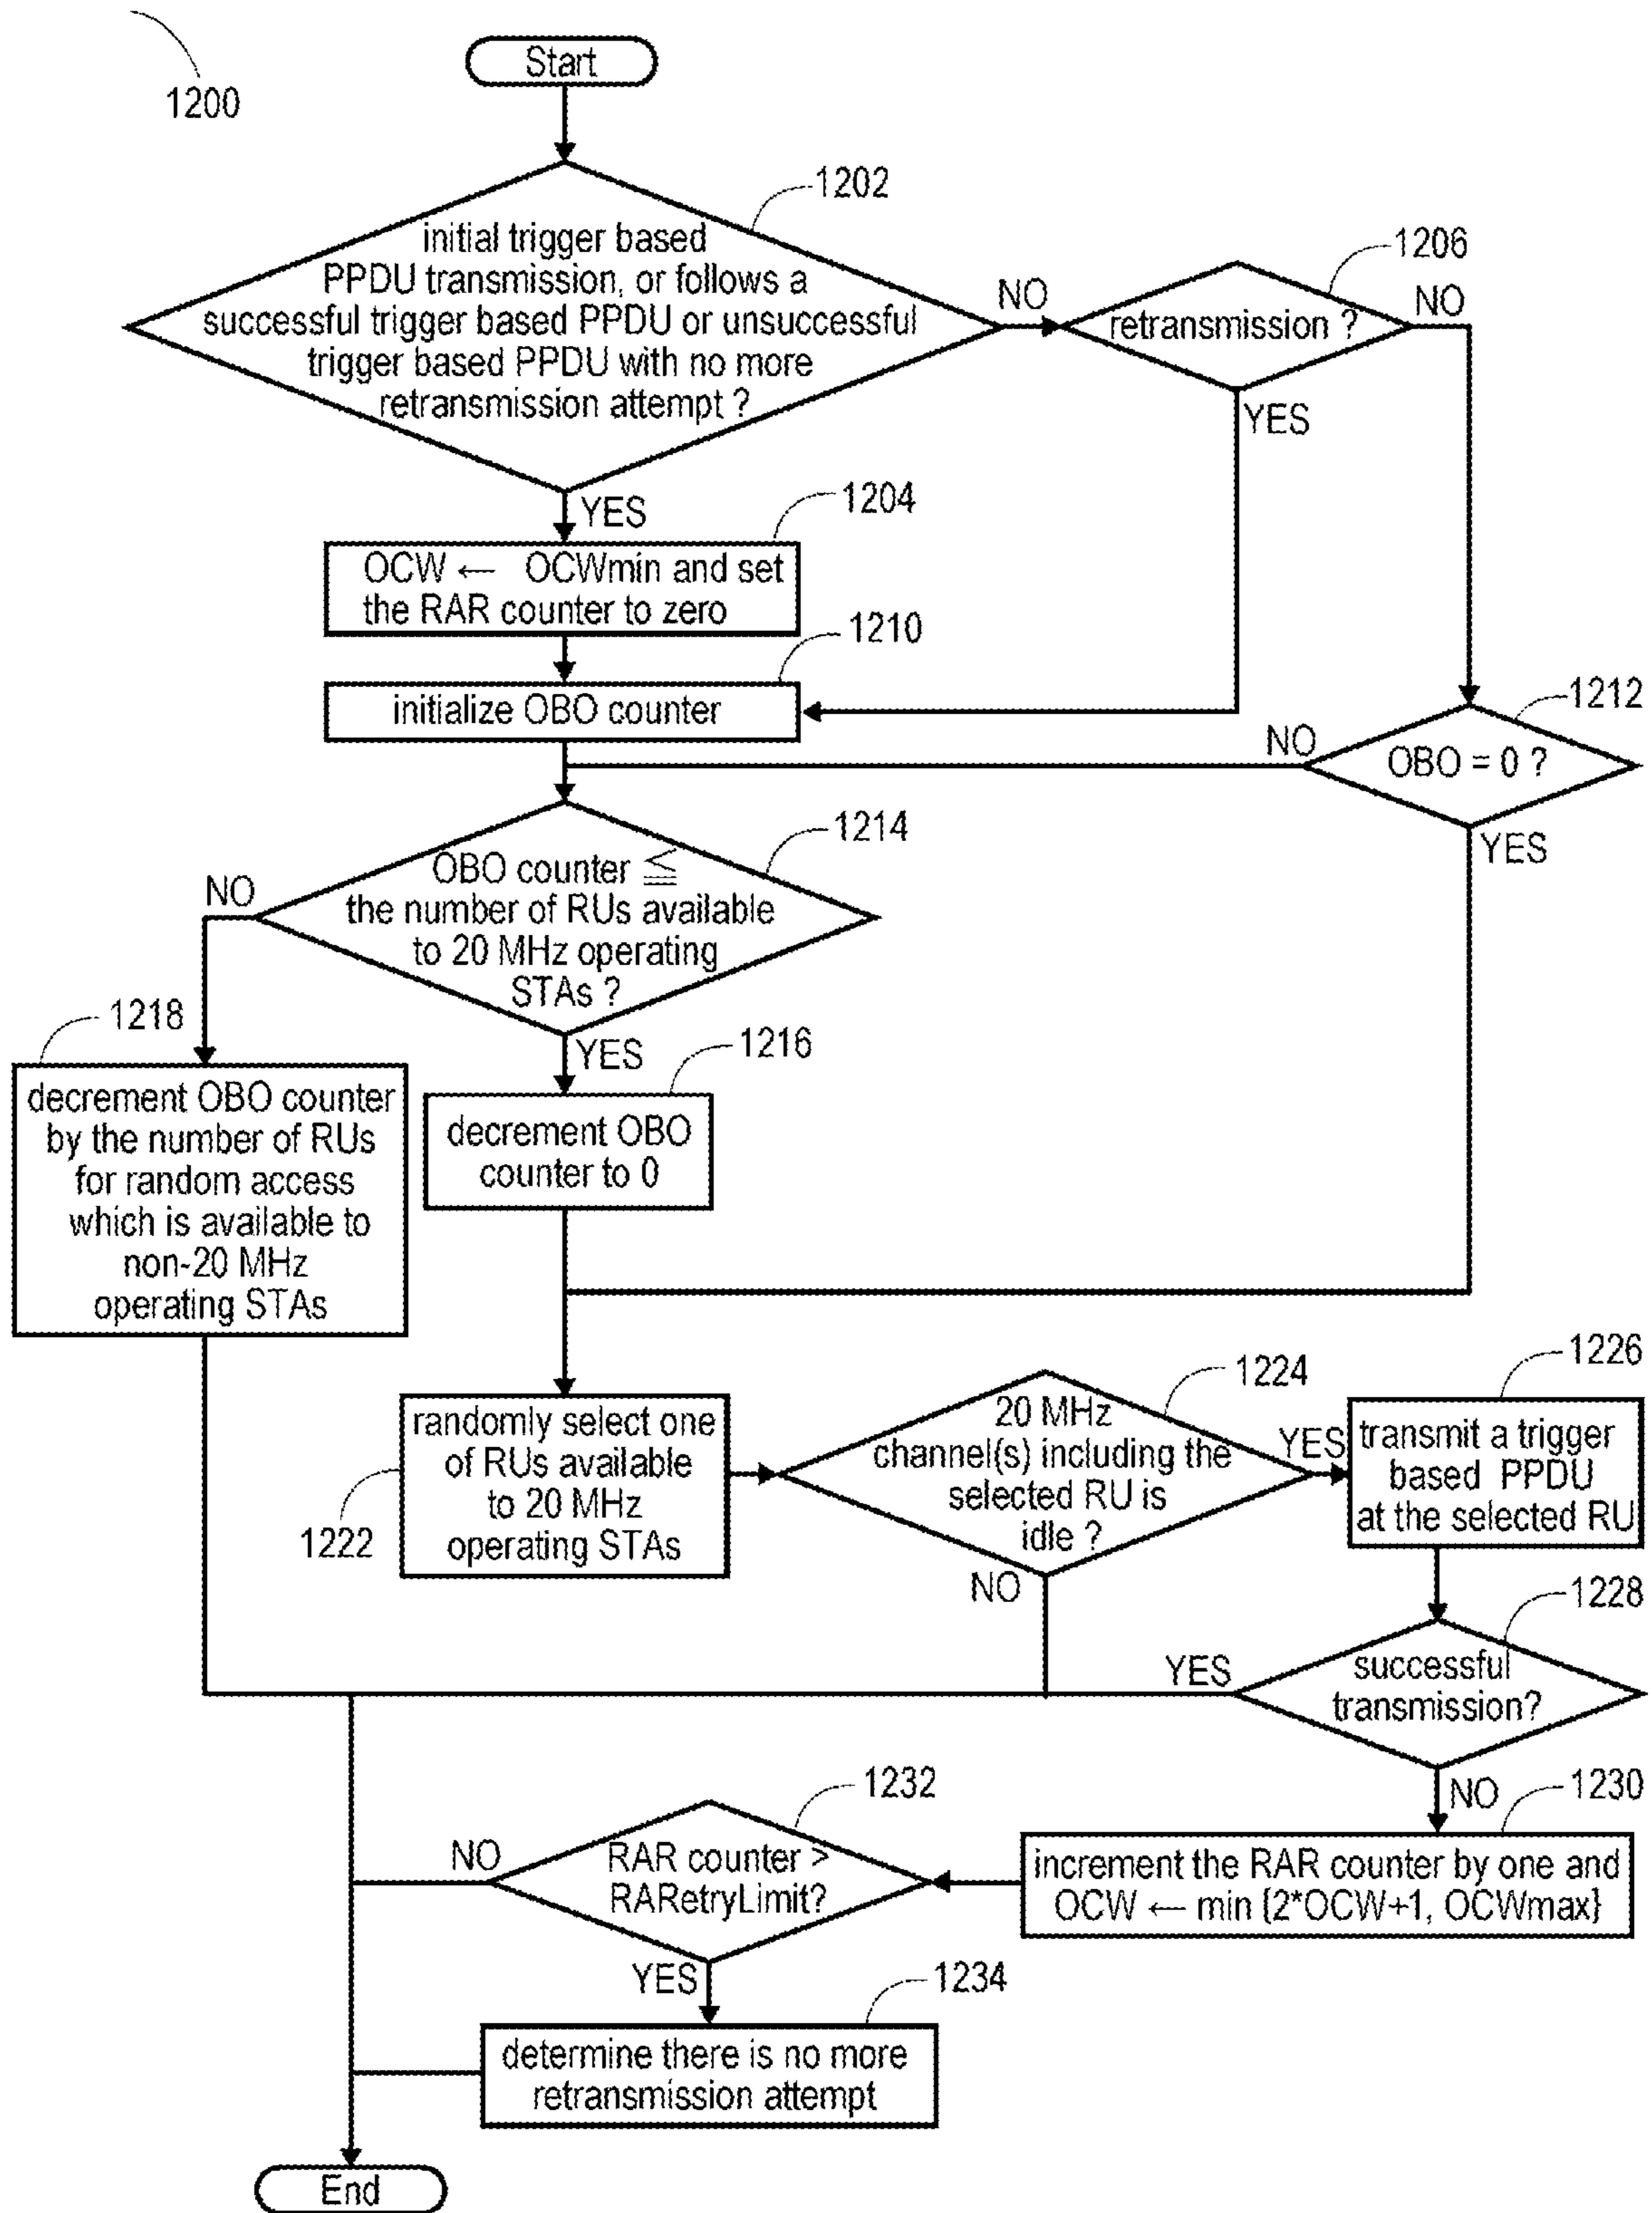 1200
Start
1202
initial trigger based
PPDU transmission, or follows a
successful trigger based PPDU or unsuccessful
trigger based PPDU with no more
retransmission attempt ?
NO
1206
retransmission ?
NO
YES
YES
1204
OCW ← OCWmin and set
the RAR counter to zero
1210
initialize OBO counter
1212
OBO = 0 ?
NO
YES
1214
OBO counter ≦
the number of RUs available
to 20 MHz operating
STAs ?
NO
YES
1218
decrement OBO counter
by the number of RUs
for random access
which is available to
non-20 MHz
operating STAs
1216
decrement OBO
counter to 0
1222
randomly select one
of RUs available
to 20 MHz
operating STAs
1224
20 MHz
channel(s) including the
selected RU is
idle ?
YES
NO
1226
transmit a trigger
based PPDU
at the selected RU
1228
successful
transmission?
YES
NO
1230
increment the RAR counter by one and
OCW ← min {2*OCW+1, OCWmax}
1232
RAR counter >
RARetryLimit?
NO
YES
1234
determine there is no more
retransmission attempt
End